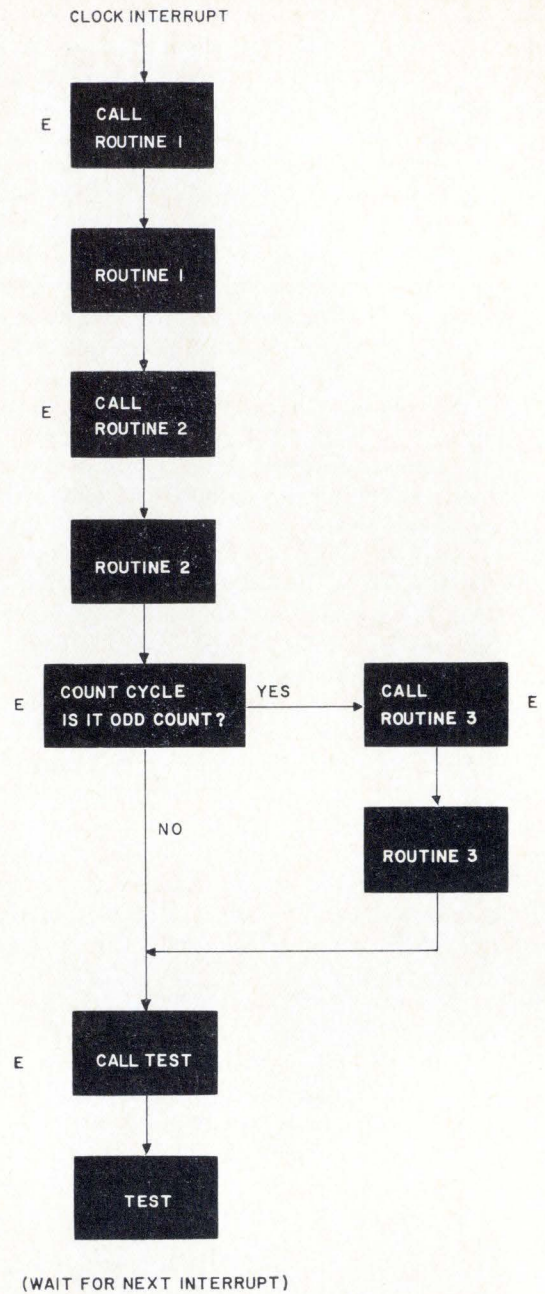 CLOCK INTERRUPT
E
CALL
ROUTINE 1
ROUTINE 1
E
CALL
ROUTINE 2
ROUTINE 2
E
COUNT CYCLE
IS IT ODD COUNT?
YES
CALL
ROUTINE 3
E
NO
ROUTINE 3
E
CALL TEST
TEST
(WAIT FOR NEXT INTERRUPT)